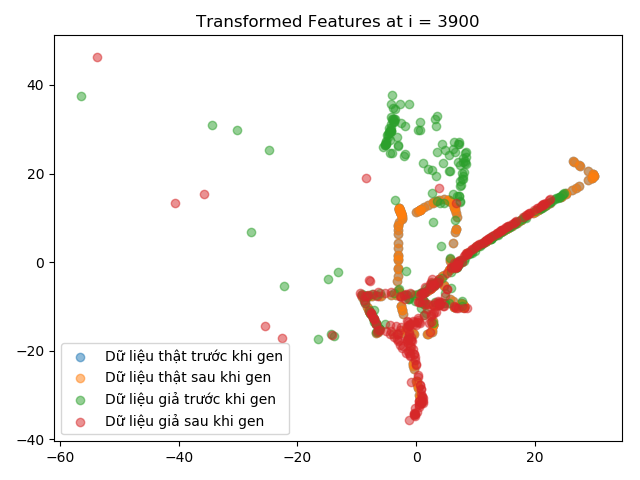 Transformed Features at i = 3900
40
20
0
−20
−40
Dữ liệu thật trước khi gen
Dữ liệu thật sau khi gen
Dữ liệu giả trước khi gen
Dữ liệu giả sau khi gen
−60 −40 −20 0 20